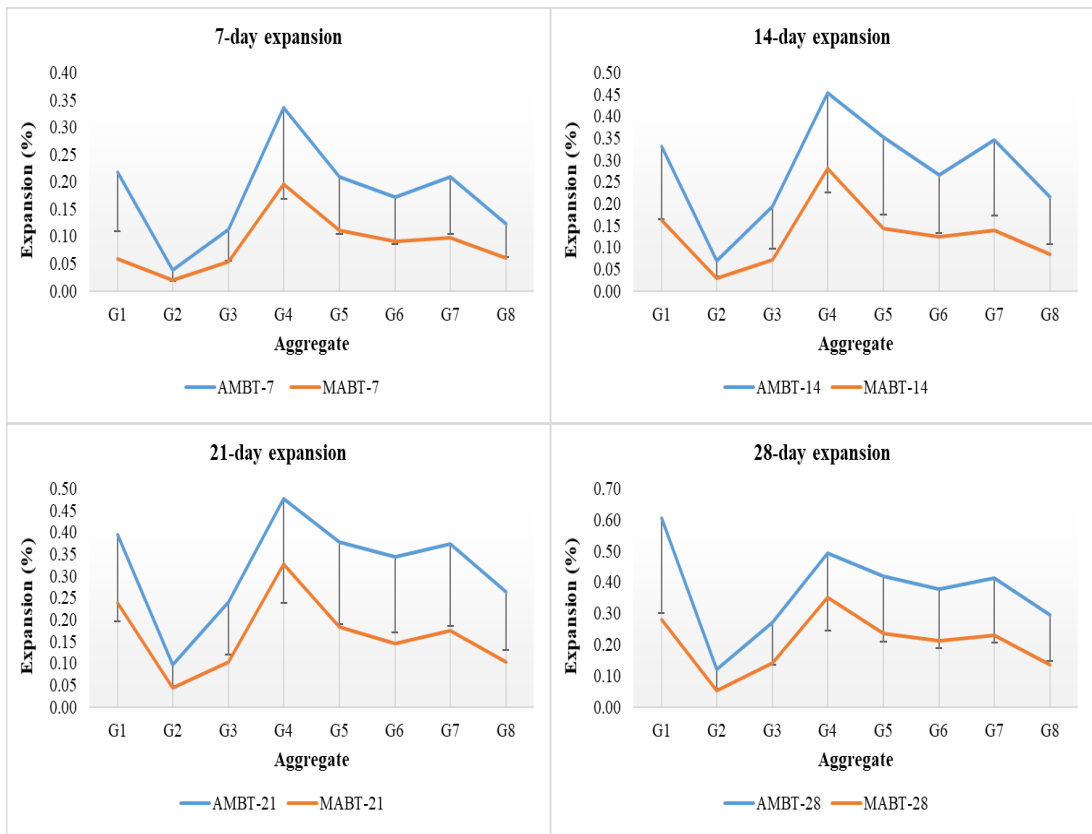 7-day expansion
0.40
0.35
0.30
0.25
0.20
0.15
0.10
0.05
0.00
Expansion (%)
G1 G2 G3 G4 G5 G6 G7 G8
Aggregate
AMBT-7 MABT-7
14-day expansion
0.50
0.45
0.40
0.35
0.30
0.25
0.20
0.15
0.10
0.05
0.00
Expansion (%)
G1 G2 G3 G4 G5 G6 G7 G8
Aggregate
AMBT-14 MABT-14
21-day expansion
0.50
0.45
0.40
0.35
0.30
0.25
0.20
0.15
0.10
0.05
0.00
Expansion (%)
G1 G2 G3 G4 G5 G6 G7 G8
Aggregate
AMBT-21 MABT-21
28-day expansion
0.70
0.60
0.50
0.40
0.30
0.20
0.10
0.00
Expansion (%)
G1 G2 G3 G4 G5 G6 G7 G8
Aggregate
AMBT-28 MABT-28